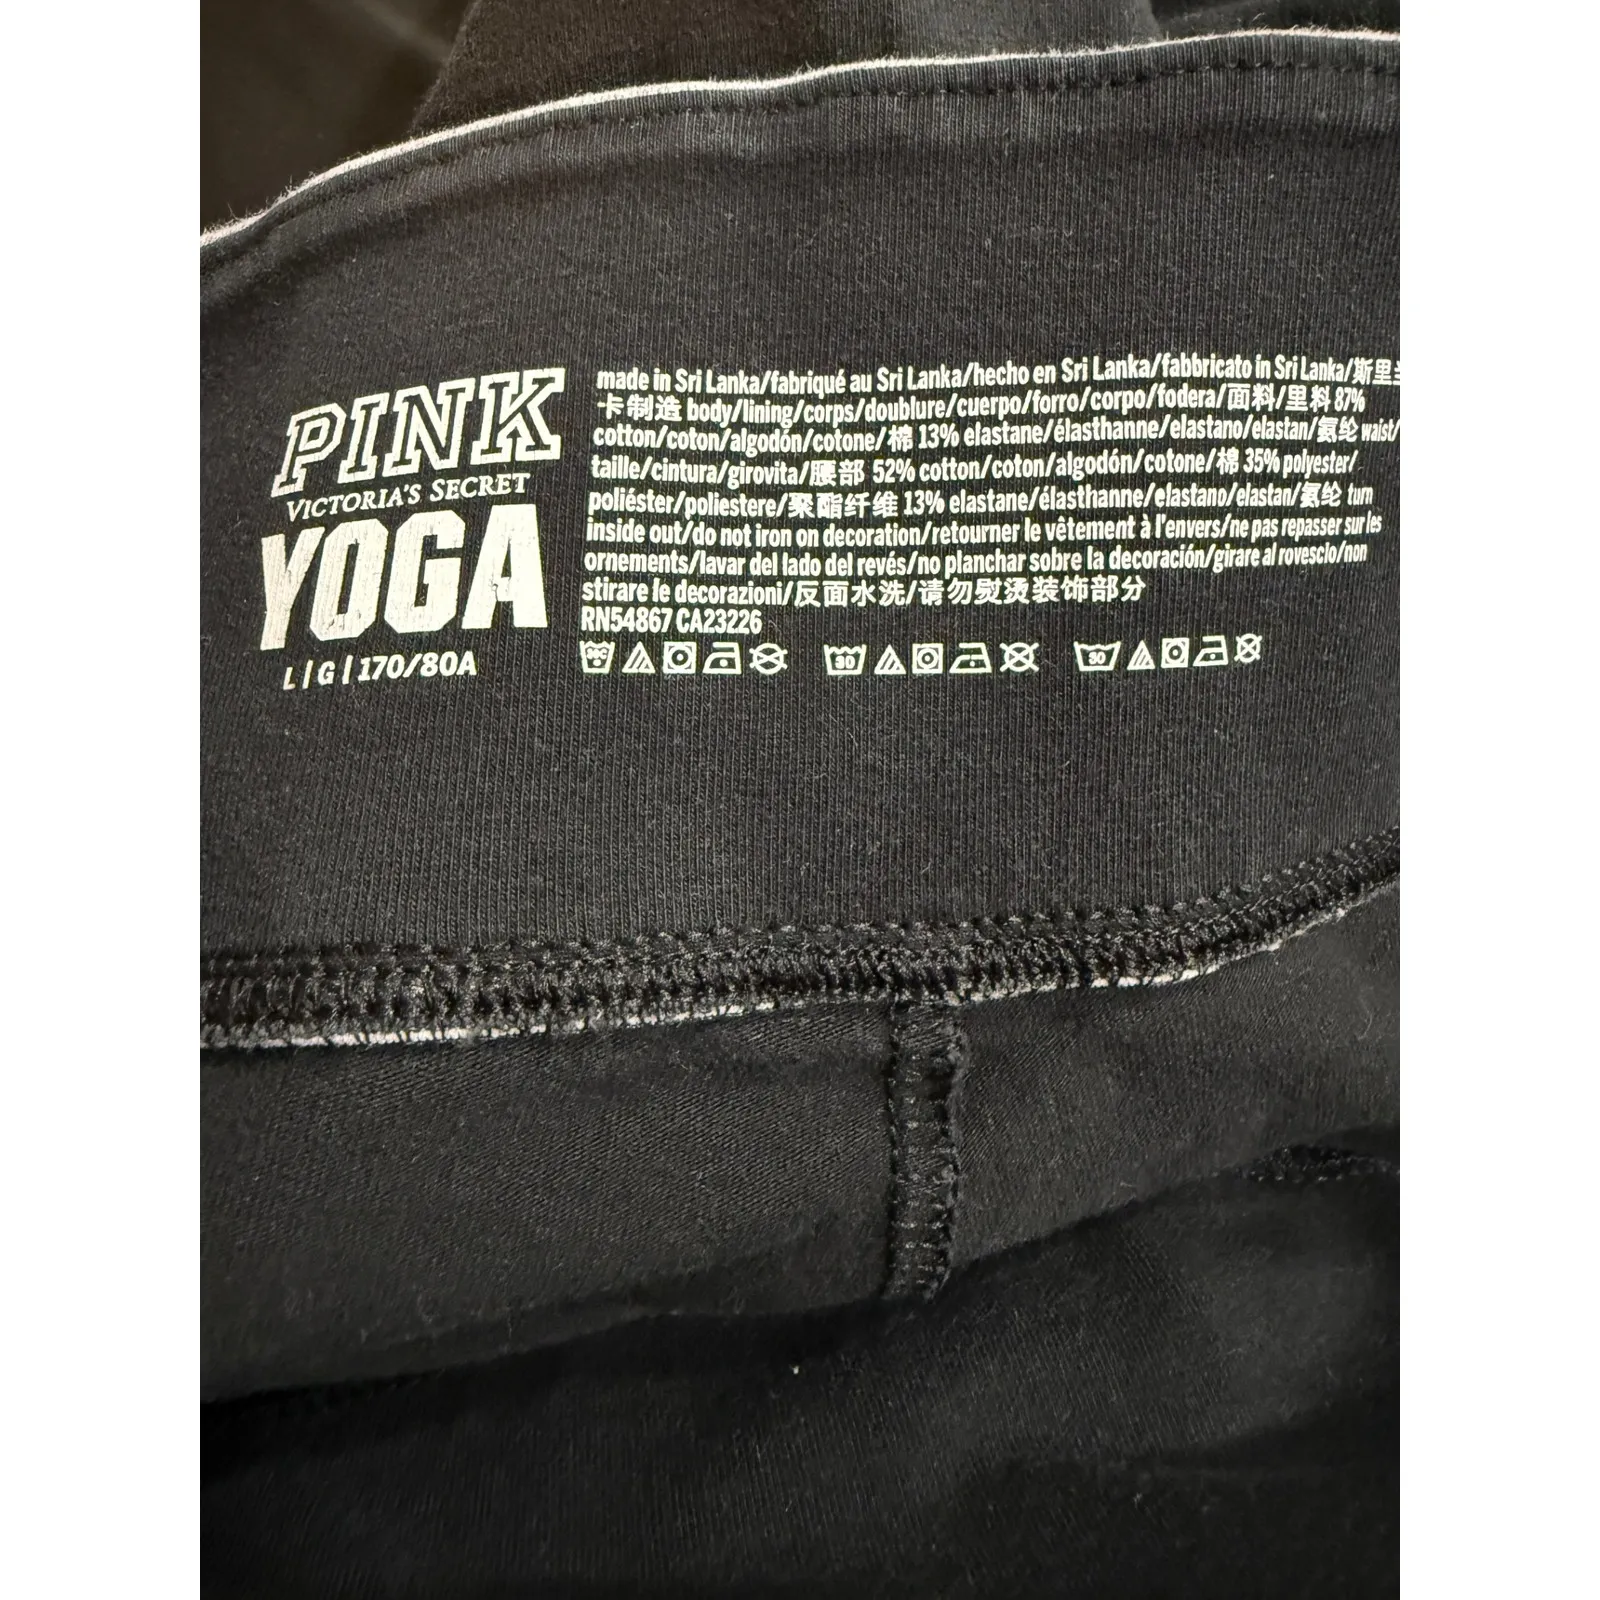 PINK
VICTORIA'S SECRET
YOGA
L | G | 170/80A
made in Sri Lanka/fabriqué au Sri Lanka/hecho en Sri Lanka/fabbricato in Sri Lanka/斯里兰
卡制造 body/lining/corps/doublure/cuerpo/forro/corpo/fodera/面料/里料 87%
cotton/coton/algodón/cotone/棉 13% elastane/élasthanne/elastano/elastan/氨纶 waist/
taille/cintura/girovita/腰部 52% cotton/coton/algodón/cotone/棉 35% polyester/
poliéster/poliestere/聚酯纤维 13% elastane/élasthanne/elastano/elastan/氨纶 turn
inside out/do not iron on decoration/retourner le vêtement à l'envers/ne pas repasser sur les
ornements/lavar del lado del revés/no planchar sobre la decoración/girare al rovescio/non
stirare le decorazioni/反面水洗/请勿熨烫装饰部分
RN54867 CA23226
30C 30 30